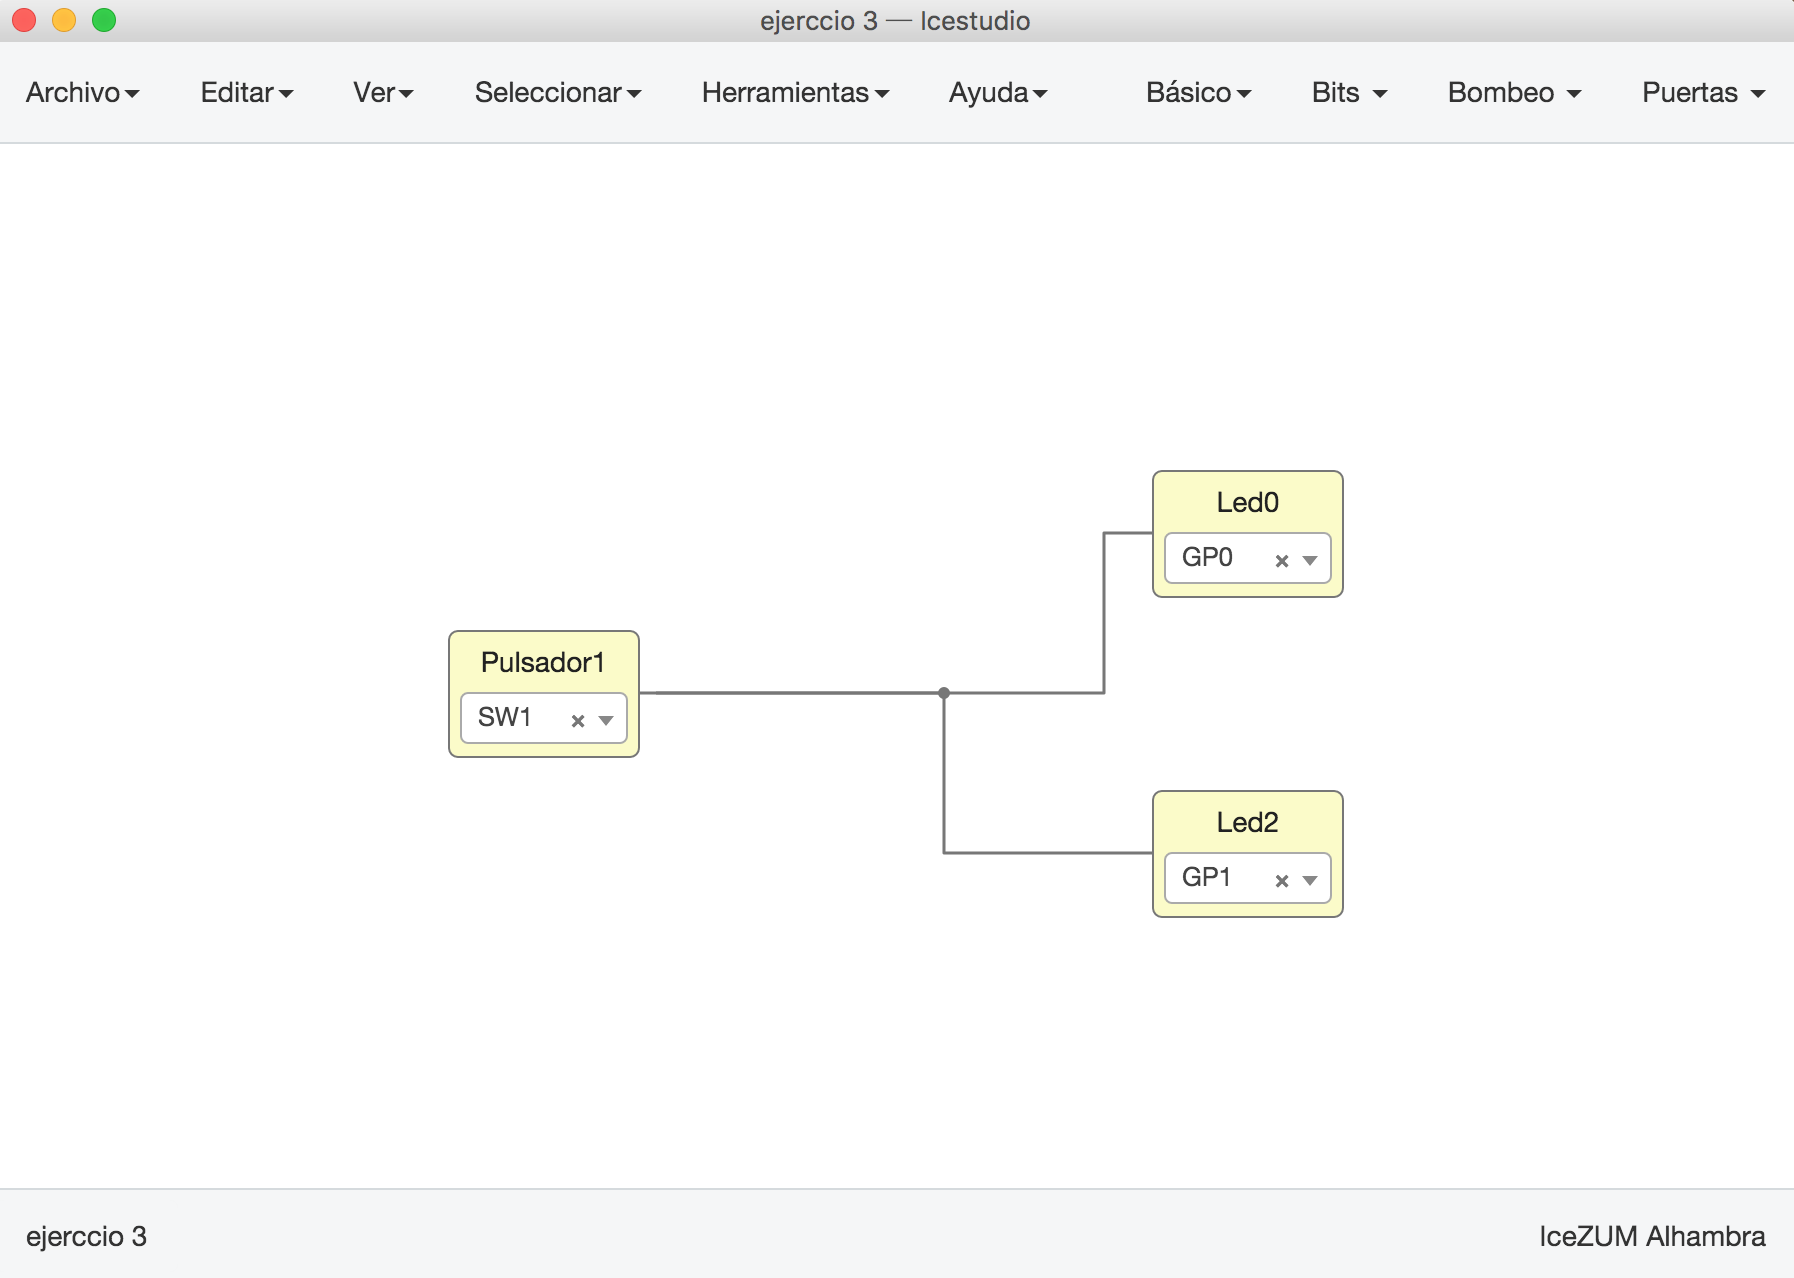 ejerccio 3 — Icestudio
Archivo Editar Ver Seleccionar Herramientas Ayuda Básico Bits Bombeo Puertas
Led0
GP0
Pulsador1
SW1
Led2
GP1
ejerccio 3 IceZUM Alhambra